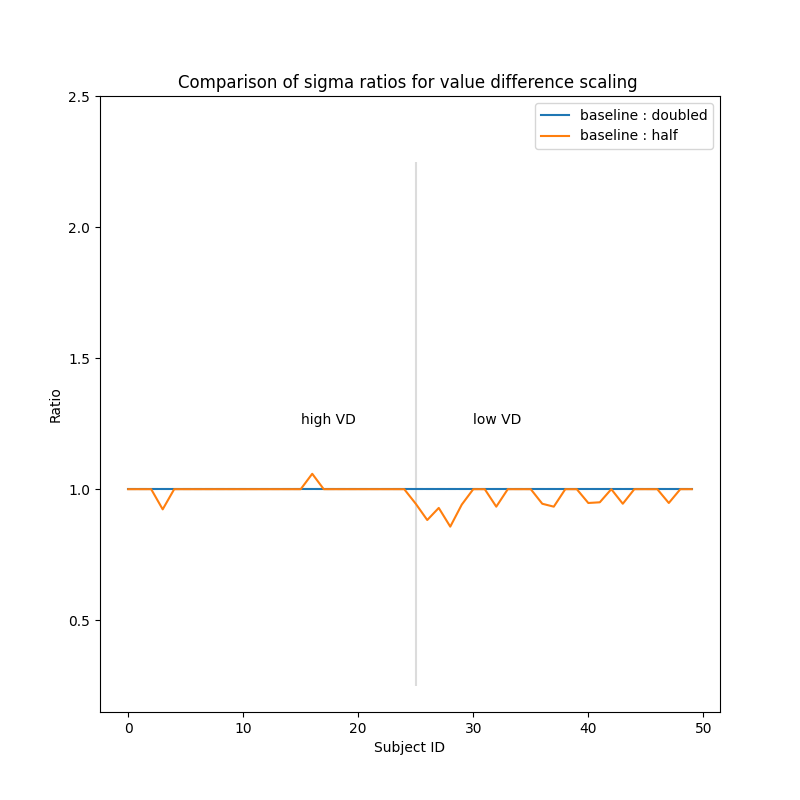 Comparison of sigma ratios for value difference scaling
2.5
baseline : doubled
baseline : half
2.0
1.5
Ratio
high VD
low VD
1.0
0.5
0
10
20
30
40
50
Subject ID